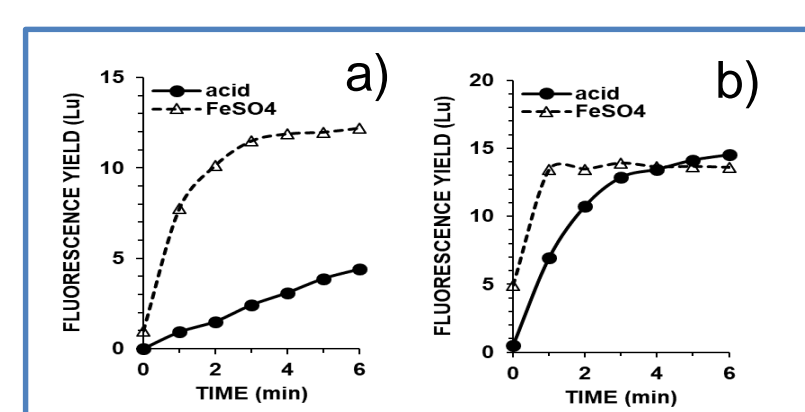 a)
15
10
5
0
FLUORESCENCE YIELD (Lu)
acid
FeSO4
0 2 4 6
TIME (min)
b)
20
15
10
5
0
FLUORESCENCE YIELD (Lu)
acid
FeSO4
0 2 4 6
TIME (min)